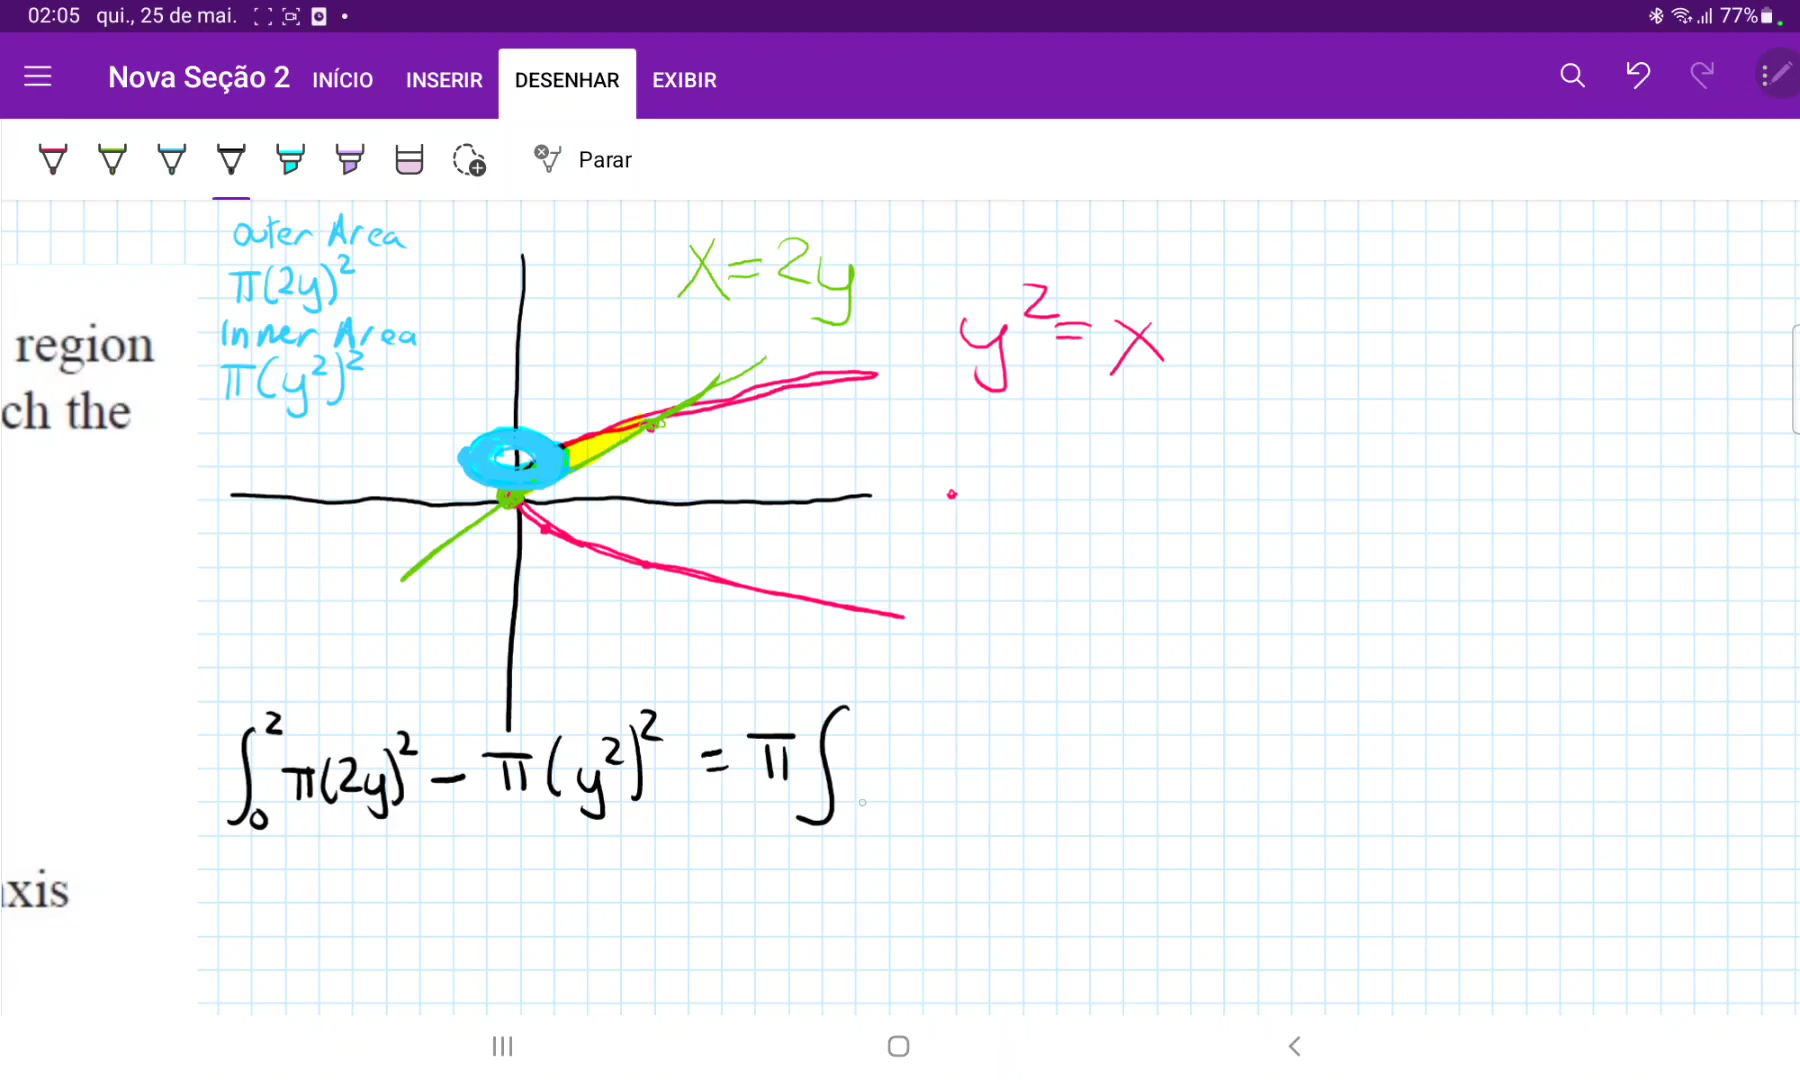 02:05 qui., 25 de mai. 77%
Nova Seção 2 INÍCIO INSERIR DESENHAR EXIBIR
Parar
outer Area
π(2y)²
Inner Area
π(y²)²
x=2y
y²=x
region
ch the
∫₀² π(2y)² - π(y²)² = π∫
xis